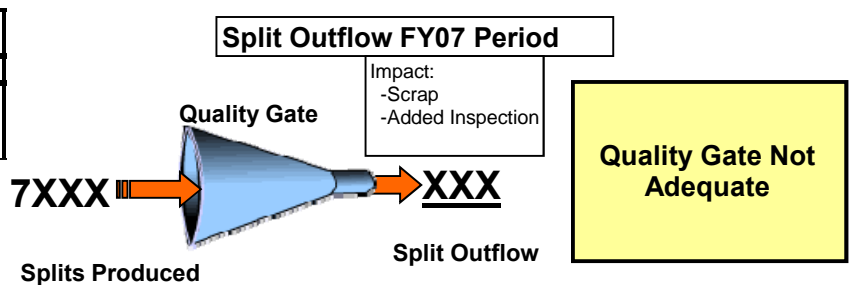 Split Outflow FY07 Period
Impact:
-Scrap
-Added Inspection
Quality Gate
7XXX
XXX
Splits Produced
Split Outflow
Quality Gate Not
Adequate